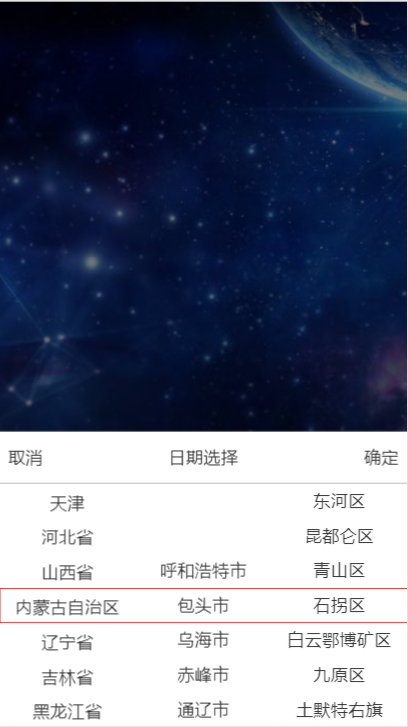 取消 日期选择 确定
天津 东河区
河北省 昆都仑区
山西省 呼和浩特市 青山区
内蒙古自治区 包头市 石拐区
辽宁省 乌海市 白云鄂博矿区
吉林省 赤峰市 九原区
黑龙江省 通辽市 土默特右旗